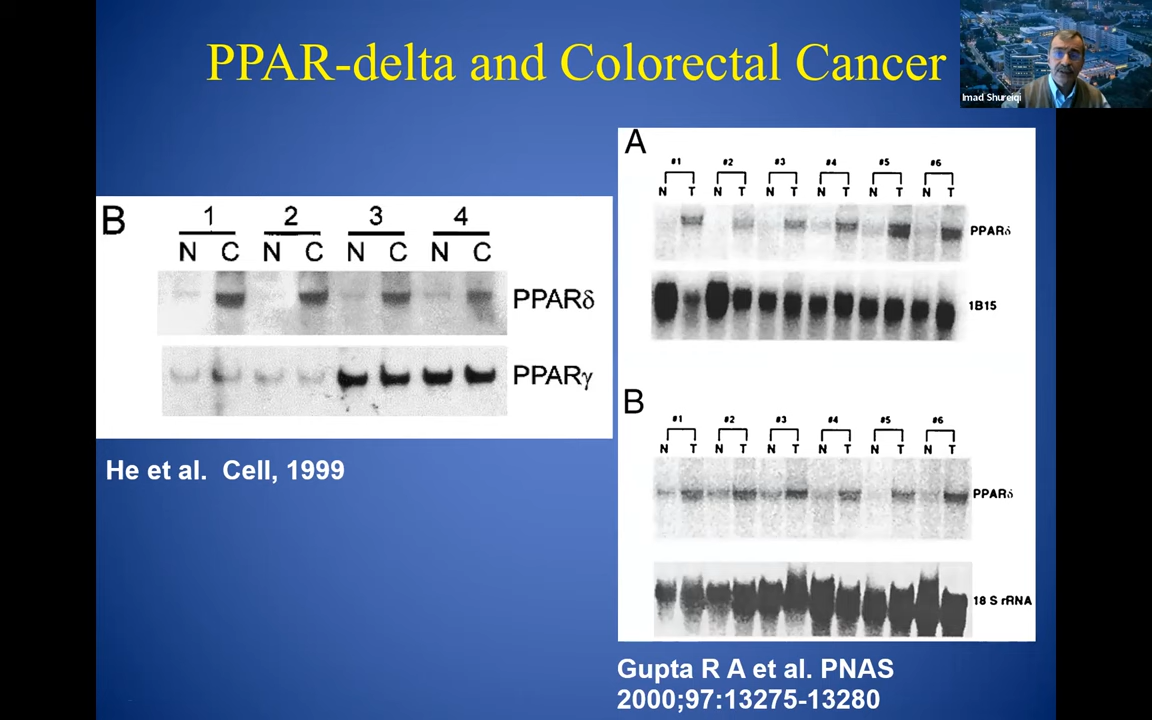 PPAR-delta and Colorectal Cancer
Imad Shureiqi
B
1 2 3 4
N C N C N C N C
PPARδ
PPARγ
He et al. Cell, 1999
A
#1 #2 #3 #4 #5 #6
N T N T N T N T N T N T
PPARδ
1B15
B
#1 #2 #3 #4 #5 #6
N T N T N T N T N T N T
PPARδ
18 S rRNA
Gupta R A et al. PNAS
2000;97:13275-13280